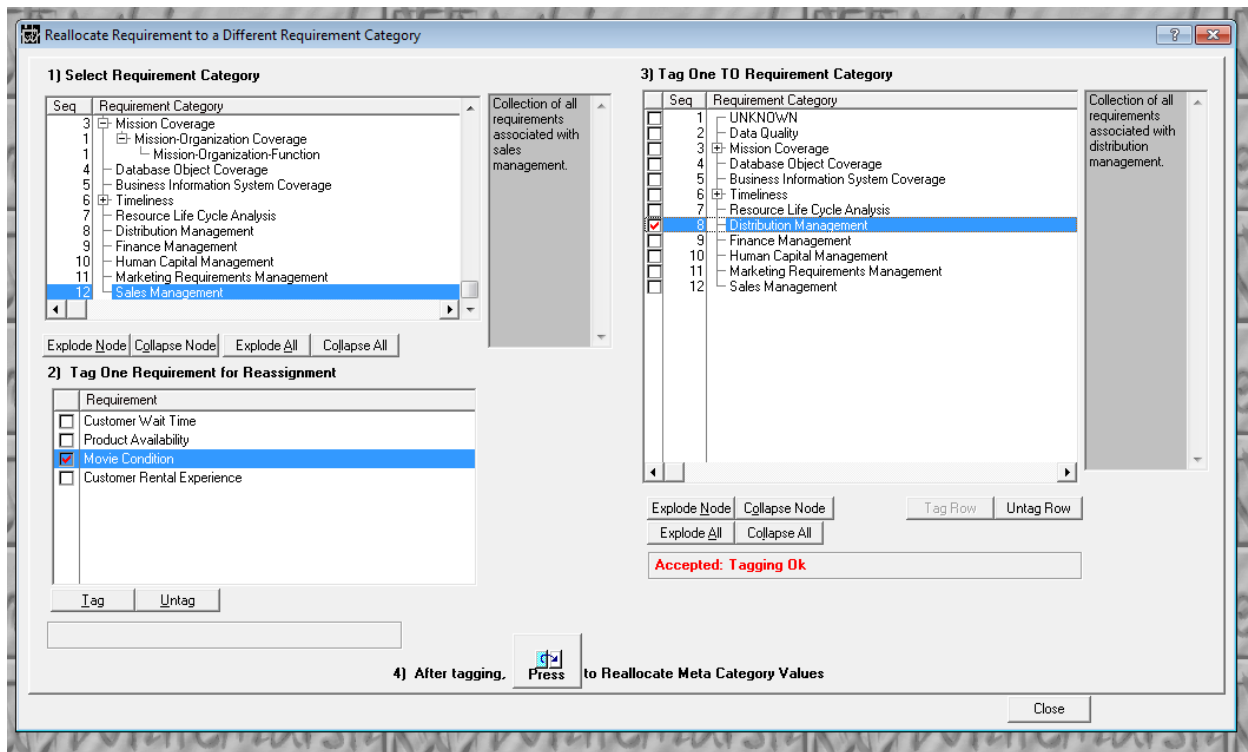 Reallocate Requirement to a Different Requirement Category
1) Select Requirement Category
Seq Requirement Category
3 Mission Coverage
1 Mission-Organization Coverage
1 Mission-Organization-Function
4 Database Object Coverage
5 Business Information System Coverage
6 Timeliness
7 Resource Life Cycle Analysis
8 Distribution Management
9 Finance Management
10 Human Capital Management
11 Marketing Requirements Management
12 Sales Management
Collection of all
requirements
associated with
sales
management.
Explode Node Collapse Node Explode All Collapse All
2) Tag One Requirement for Reassignment
Requirement
Customer Wait Time
Product Availability
Movie Condition
Customer Rental Experience
Tag Untag
3) Tag One TO Requirement Category
Seq Requirement Category
1 UNKNOWN
2 Data Quality
3 Mission Coverage
4 Database Object Coverage
5 Business Information System Coverage
6 Timeliness
7 Resource Life Cycle Analysis
8 Distribution Management
9 Finance Management
10 Human Capital Management
11 Marketing Requirements Management
12 Sales Management
Collection of all
requirements
associated with
distribution
management.
Explode Node Collapse Node Tag Row Untag Row
Explode All Collapse All
Accepted: Tagging Ok
4) After tagging, Press to Reallocate Meta Category Values
Close